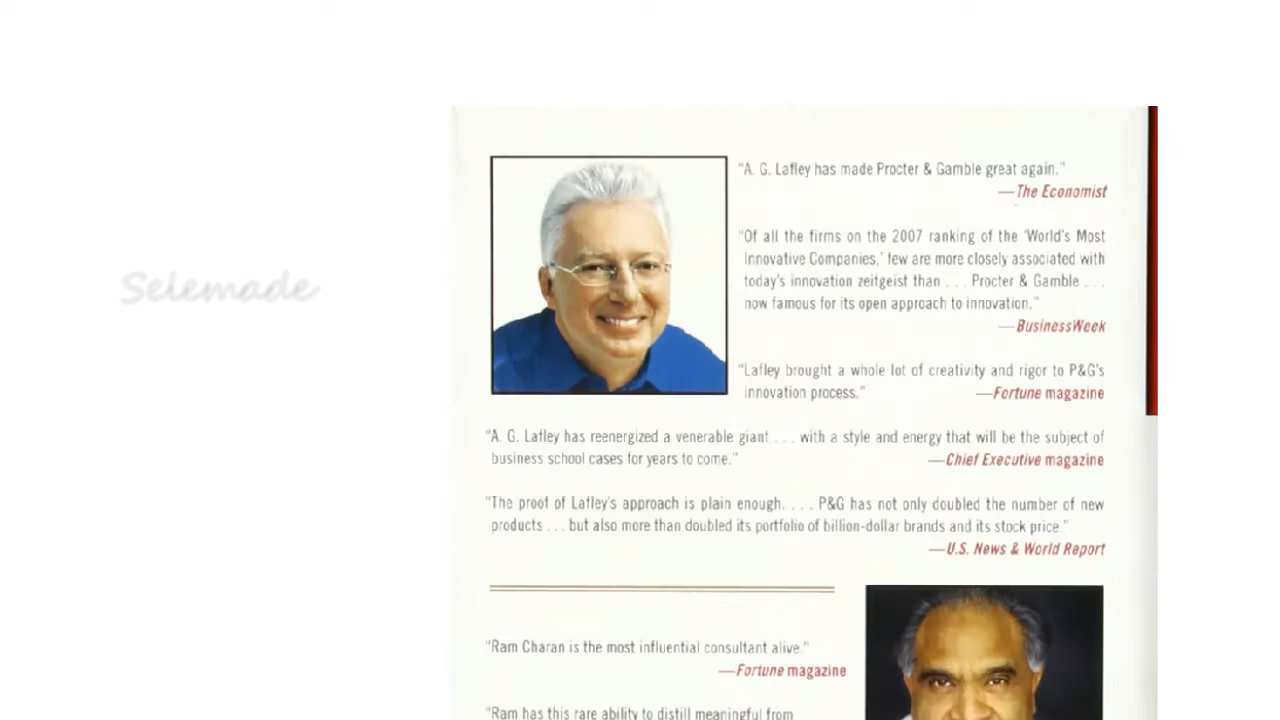 "A. G. Lafley has made Procter & Gamble great again."
—The Economist
"Of all the firms on the 2007 ranking of the 'World's Most
Innovative Companies,' few are more closely associated with
today's innovation zeitgeist than . . . Procter & Gamble . . .
now famous for its open approach to innovation."
—BusinessWeek
Selemade
"Lafley brought a whole lot of creativity and rigor to P&G's
innovation process." —Fortune magazine
"A. G. Lafley has reenergized a venerable giant . . . with a style and energy that will be the subject of
business school cases for years to come." —Chief Executive magazine
"The proof of Lafley's approach is plain enough. . . . P&G has not only doubled the number of new
products . . . but also more than doubled its portfolio of billion-dollar brands and its stock price."
—U.S. News & World Report
"Ram Charan is the most influential consultant alive."
—Fortune magazine
"Ram has this rare ability to distill meaningful from